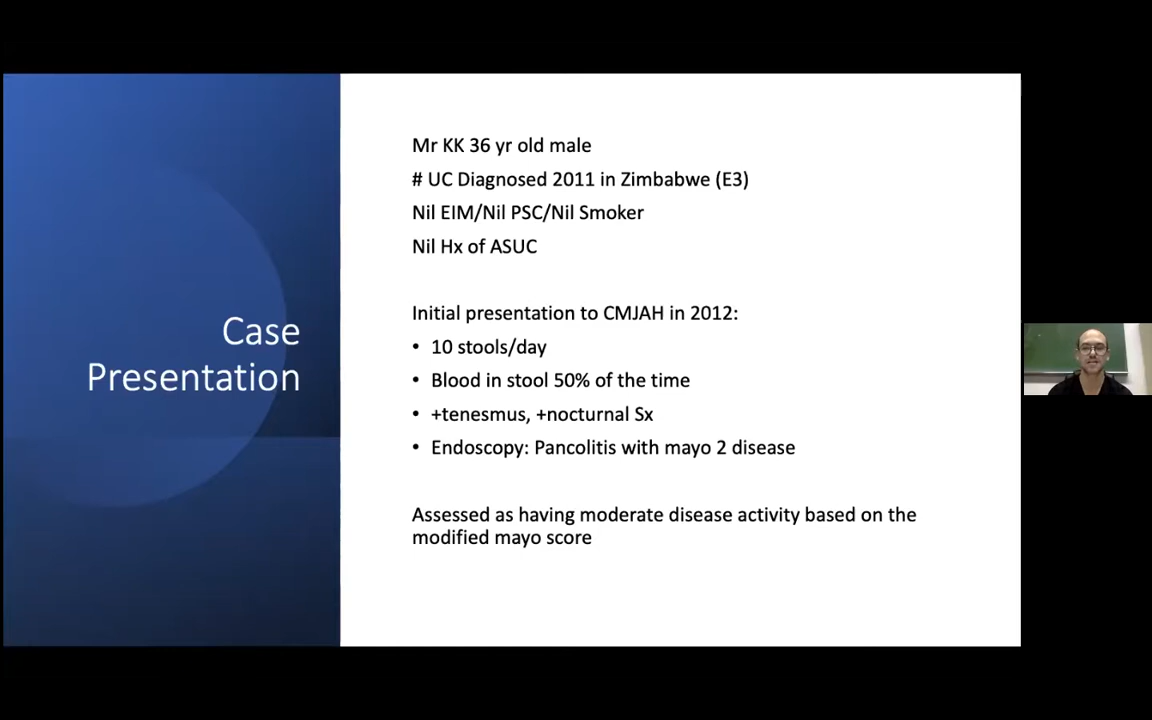 Case
Presentation
Mr KK 36 yr old male
# UC Diagnosed 2011 in Zimbabwe (E3)
Nil EIM/Nil PSC/Nil Smoker
Nil Hx of ASUC
Initial presentation to CMJAH in 2012:
• 10 stools/day
• Blood in stool 50% of the time
• +tenesmus, +nocturnal Sx
• Endoscopy: Pancolitis with mayo 2 disease
Assessed as having moderate disease activity based on the
modified mayo score